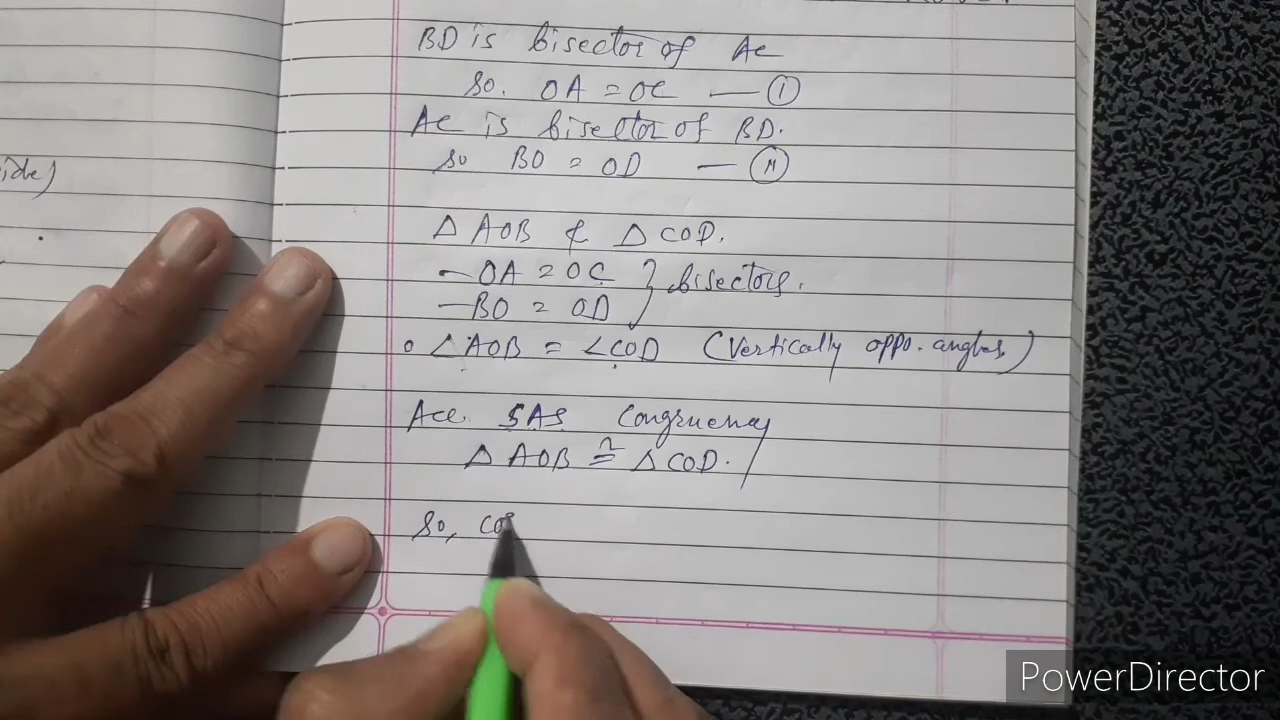 BD is bisector of AC
So. OA = OC — (I)
AC is bisector of BD.
So BO = OD — (II)
ide)
△ AOB & △ COD.
- OA = OC } bisectors.
- BO = OD
∠AOB = ∠COD (Vertically oppo. angles)
Acc. SAS Congruency
△ AOB ≅ △ COD.
So, co
PowerDirector